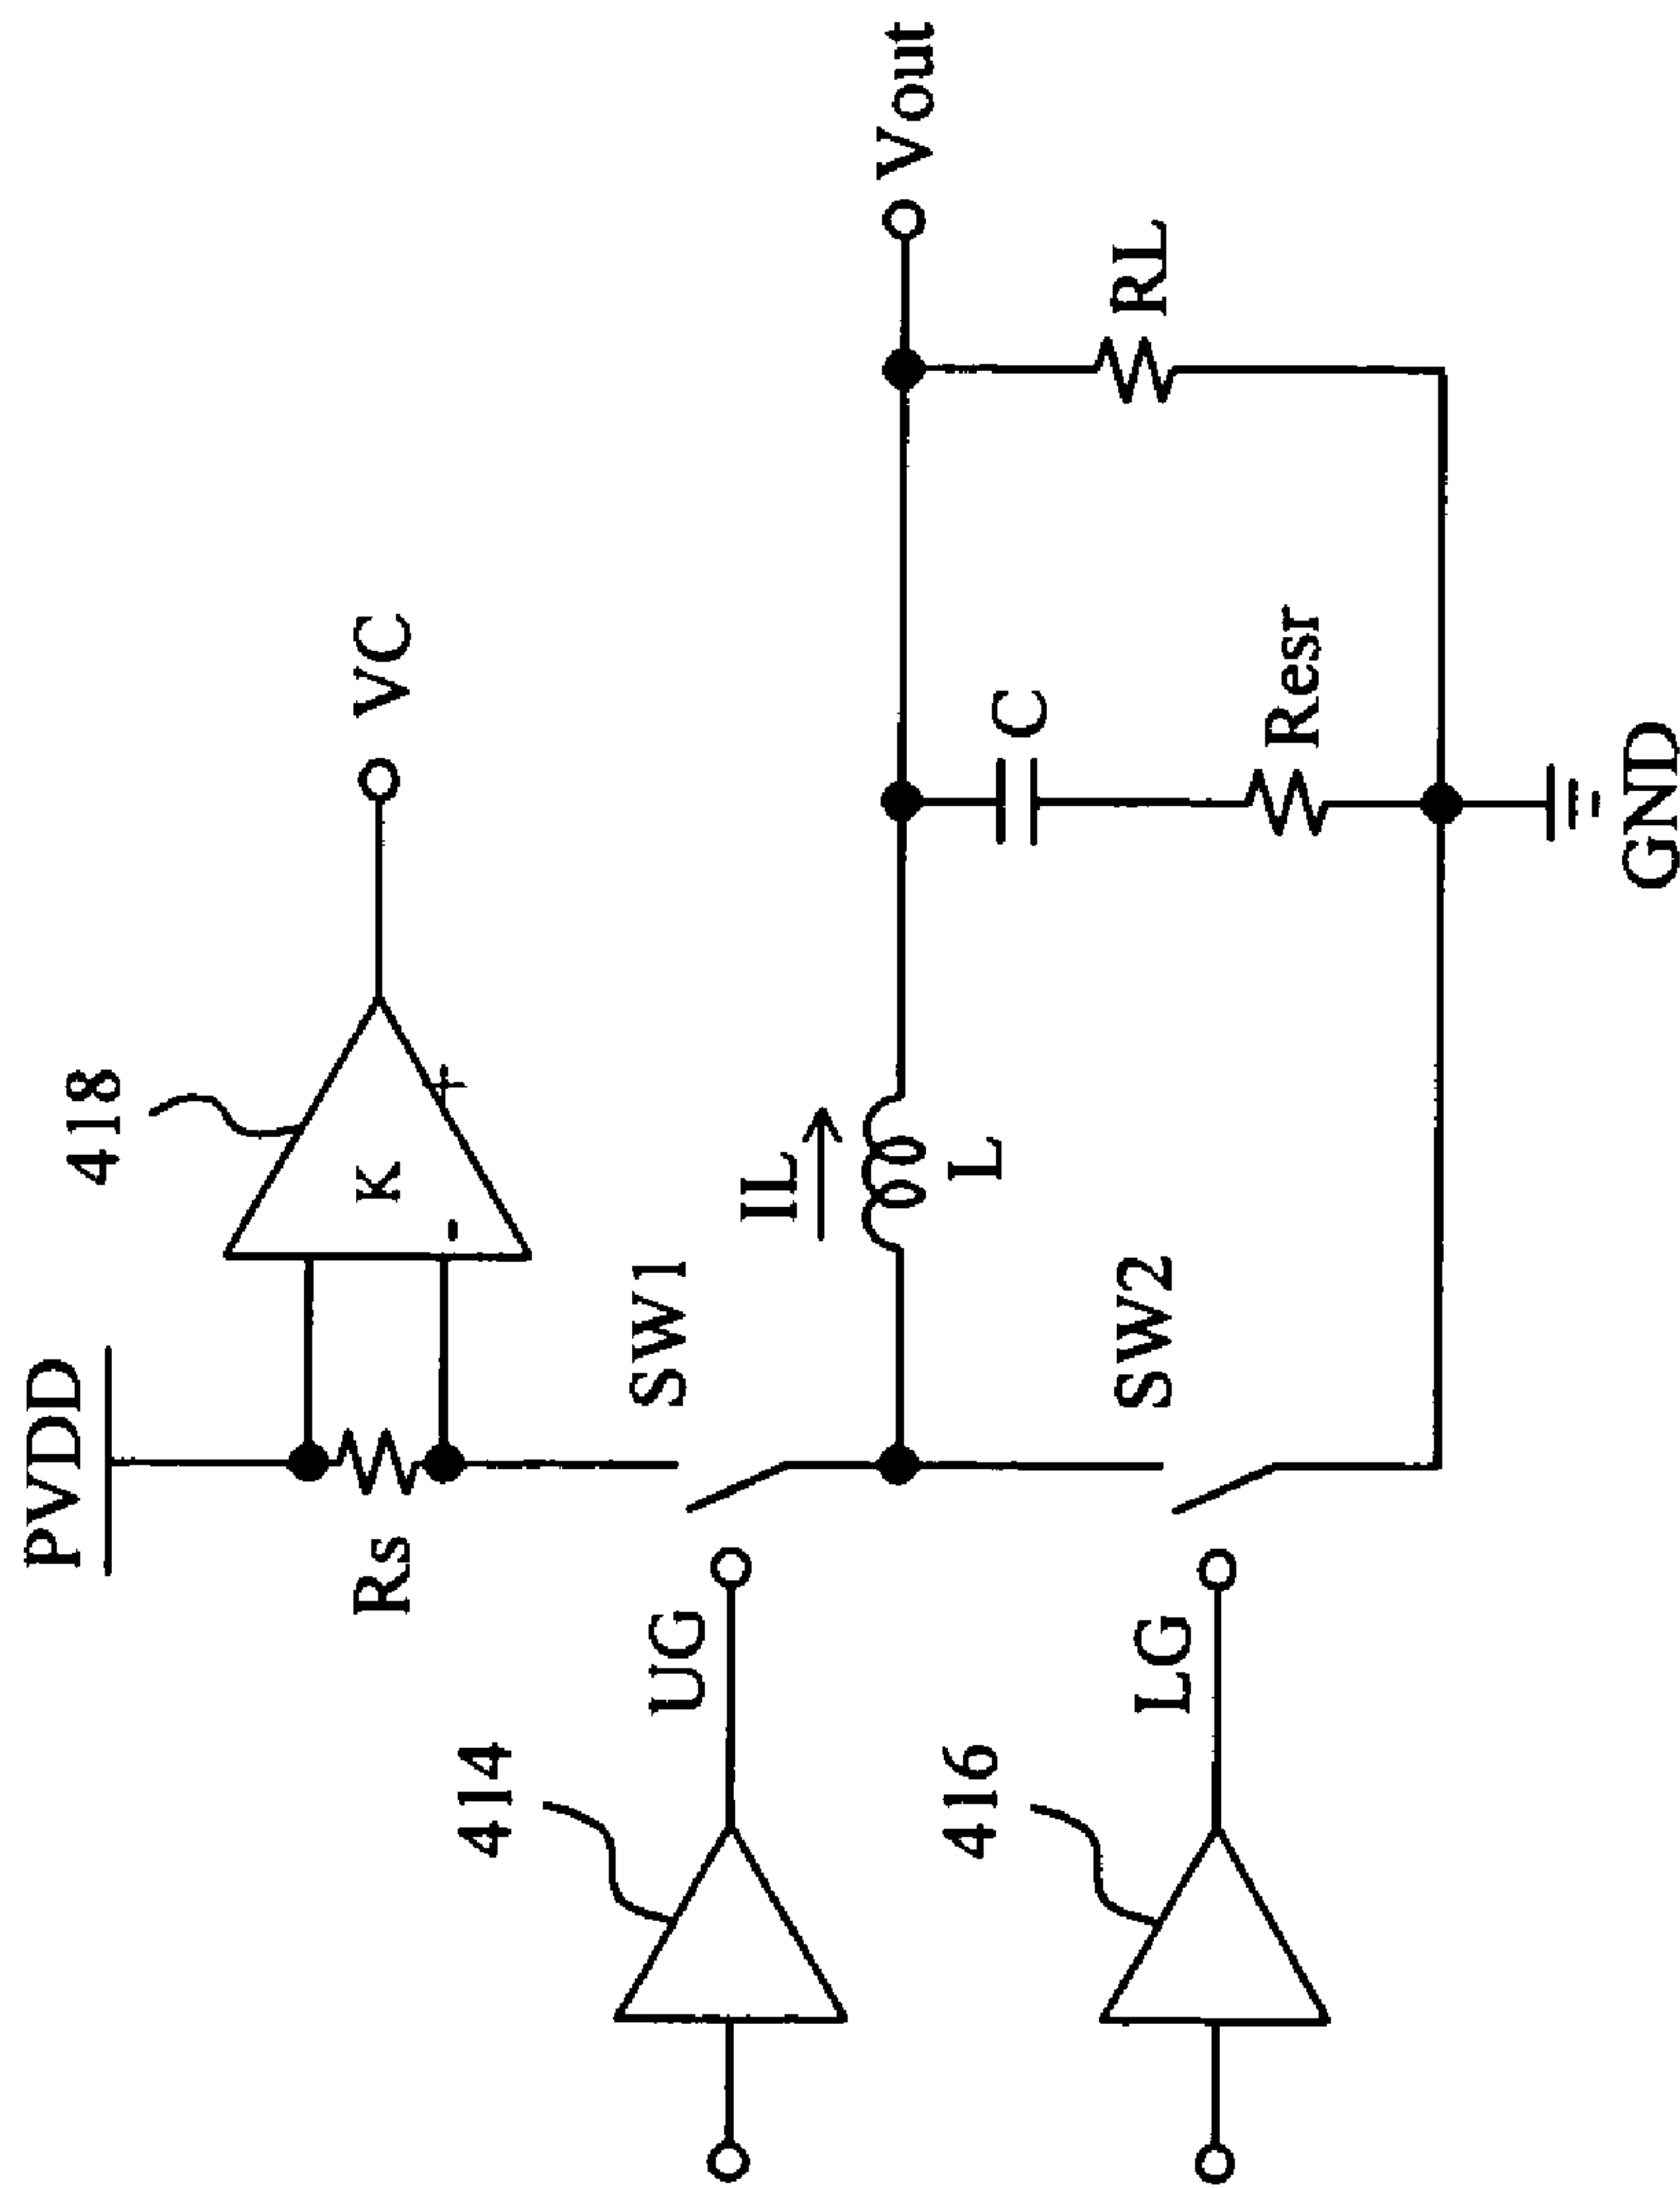 PVDD
418
Rs
K
-
+
VC
414
UG
SW1
IL
L
Vout
416
LG
SW2
C
RL
Resr
GND